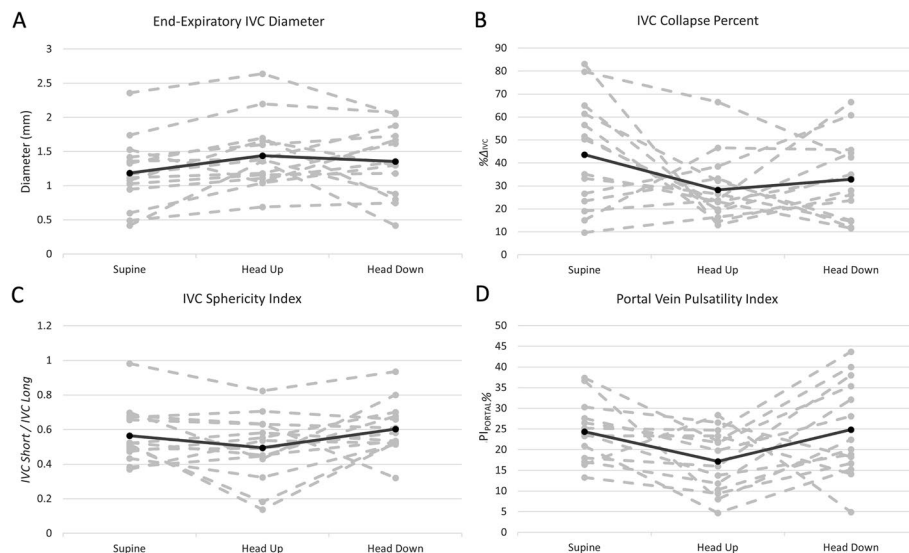 A
End-Expiratory IVC Diameter
Diameter (mm)
3
2.5
2
1.5
1
0.5
0
Supine Head Up Head Down
B
IVC Collapse Percent
%ΔIVC
90
80
70
60
50
40
30
20
10
0
Supine Head Up Head Down
C
IVC Sphericity Index
IVC Short / IVC Long
1.2
1
0.8
0.6
0.4
0.2
0
Supine Head Up Head Down
D
Portal Vein Pulsatility Index
PIPORTAL%
50
45
40
35
30
25
20
15
10
5
0
Supine Head Up Head Down